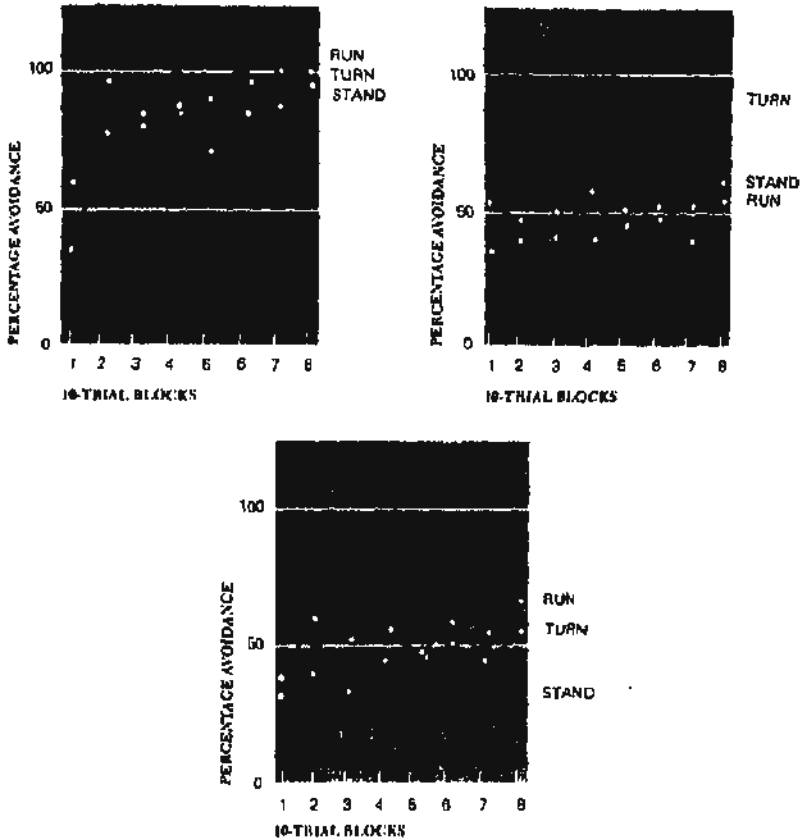 100
50
0
PERCENTAGE AVOIDANCE
RUN
TURN
STAND
1 2 3 4 5 6 7 8
10-TRIAL BLOCKS
100
50
0
PERCENTAGE AVOIDANCE
TURN
STAND
RUN
1 2 3 4 5 6 7 8
10-TRIAL BLOCKS
100
50
0
PERCENTAGE AVOIDANCE
RUN
TURN
STAND
1 2 3 4 5 6 7 8
10-TRIAL BLOCKS